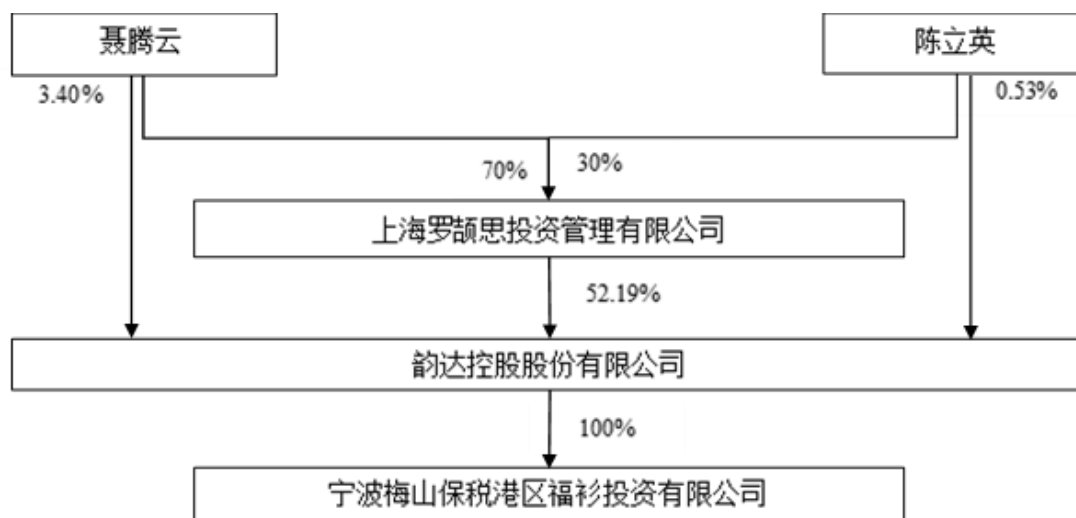 聂腾云
陈立英
3.40%
0.53%
70%
30%
上海罗颉思投资管理有限公司
52.19%
韵达控股股份有限公司
100%
宁波梅山保税港区福衫投资有限公司